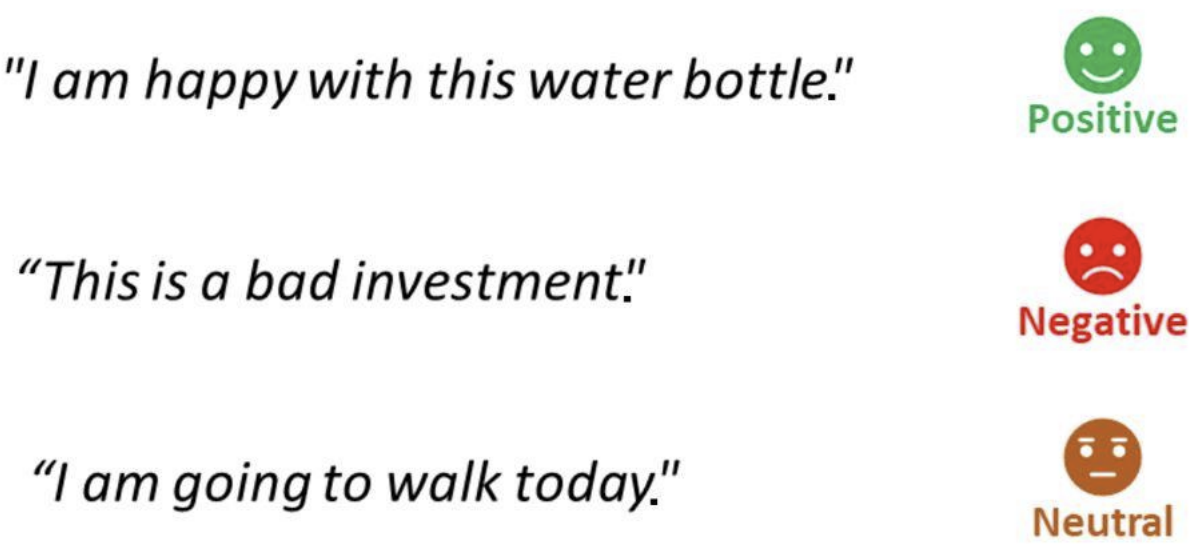 "I am happy with this water bottle."
Positive
“This is a bad investment."
Negative
“I am going to walk today."
Neutral